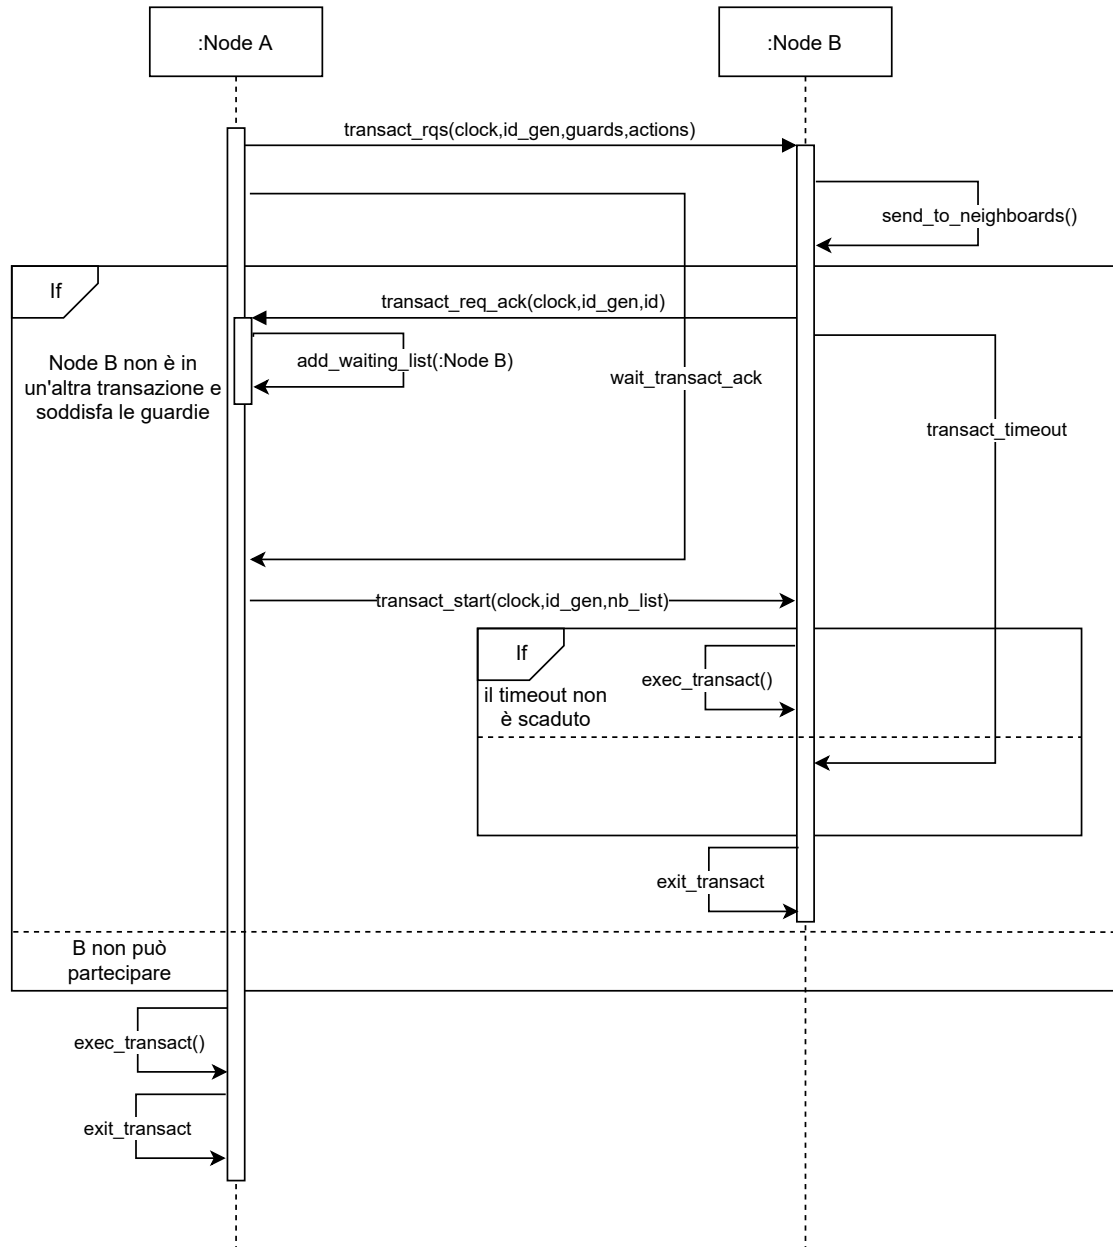 :Node A
:Node B
transact_rqs(clock,id_gen,guards,actions)
send_to_neighboards()
If
transact_req_ack(clock,id_gen,id)
Node B non è in
un'altra transazione e
soddisfa le guardie
add_waiting_list(:Node B)
wait_transact_ack
transact_timeout
transact_start(clock,id_gen,nb_list)
If
il timeout non
è scaduto
exec_transact()
exit_transact
B non può
partecipare
exec_transact()
exit_transact